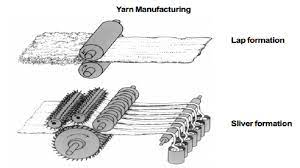 Yarn Manufacturing
Lap formation
Sliver formation